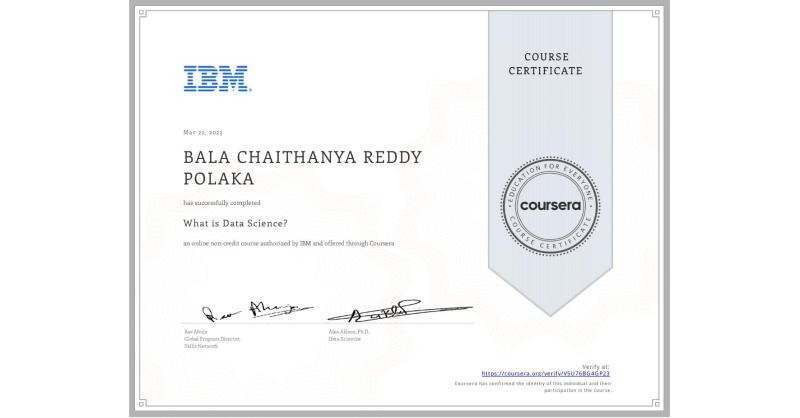 IBM
COURSE
CERTIFICATE
Mar 22, 2023
BALA CHAITHANYA REDDY
POLAKA
has successfully completed
What is Data Science?
an online non-credit course authorized by IBM and offered through Coursera
EDUCATION FOR EVERYONE
coursera
COURSE CERTIFICATE
Rav Ahuja
Global Program Director,
Skills Network
Alex Aklson, Ph.D.
Data Scientist
Verify at:
https://coursera.org/verify/V5U76BG4GP23
Coursera has confirmed the identity of this individual and their
participation in the course.